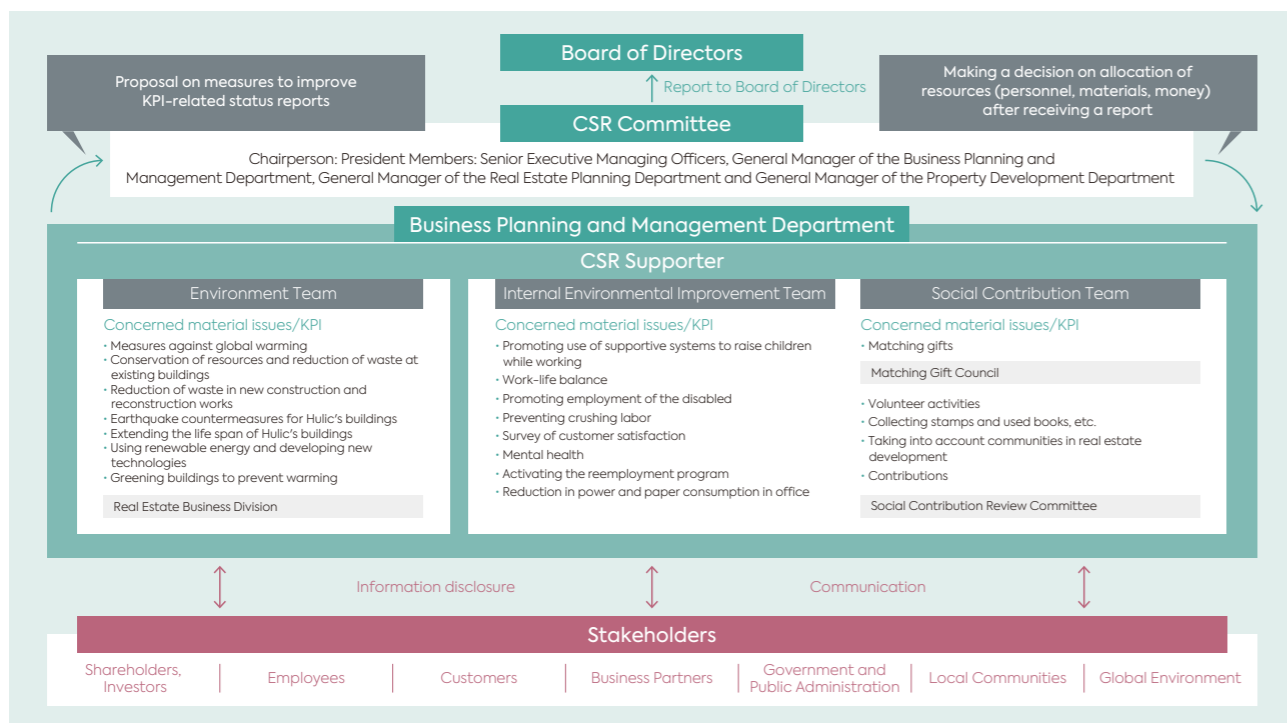 Board of Directors
Proposal on measures to improve
KPI-related status reports
Report to Board of Directors
Making a decision on allocation of
resources (personnel, materials, money)
after receiving a report
CSR Committee
Chairperson: President Members: Senior Executive Managing Officers, General Manager of the Business Planning and
Management Department, General Manager of the Real Estate Planning Department and General Manager of the Property Development Department
Business Planning and Management Department
CSR Supporter
Environment Team
Concerned material issues/KPI
・Measures against global warming
・Conservation of resources and reduction of waste at
existing buildings
・Reduction of waste in new construction and
reconstruction works
・Earthquake countermeasures for Hulic's buildings
・Extending the life span of Hulic's buildings
・Using renewable energy and developing new
technologies
・Greening buildings to prevent warming
Real Estate Business Division
Internal Environmental Improvement Team
Concerned material issues/KPI
・Promoting use of supportive systems to raise children
while working
・Work-life balance
・Promoting employment of the disabled
・Preventing crushing labor
・Survey of customer satisfaction
・Mental health
・Activating the reemployment program
・Reduction in power and paper consumption in office
Social Contribution Team
Concerned material issues/KPI
・Matching gifts
Matching Gift Council
・Volunteer activities
・Collecting stamps and used books, etc.
・Taking into account communities in real estate
development
・Contributions
Social Contribution Review Committee
Information disclosure
Communication
Stakeholders
Shareholders,
Investors
Employees
Customers
Business Partners
Government and
Public Administration
Local Communities
Global Environment